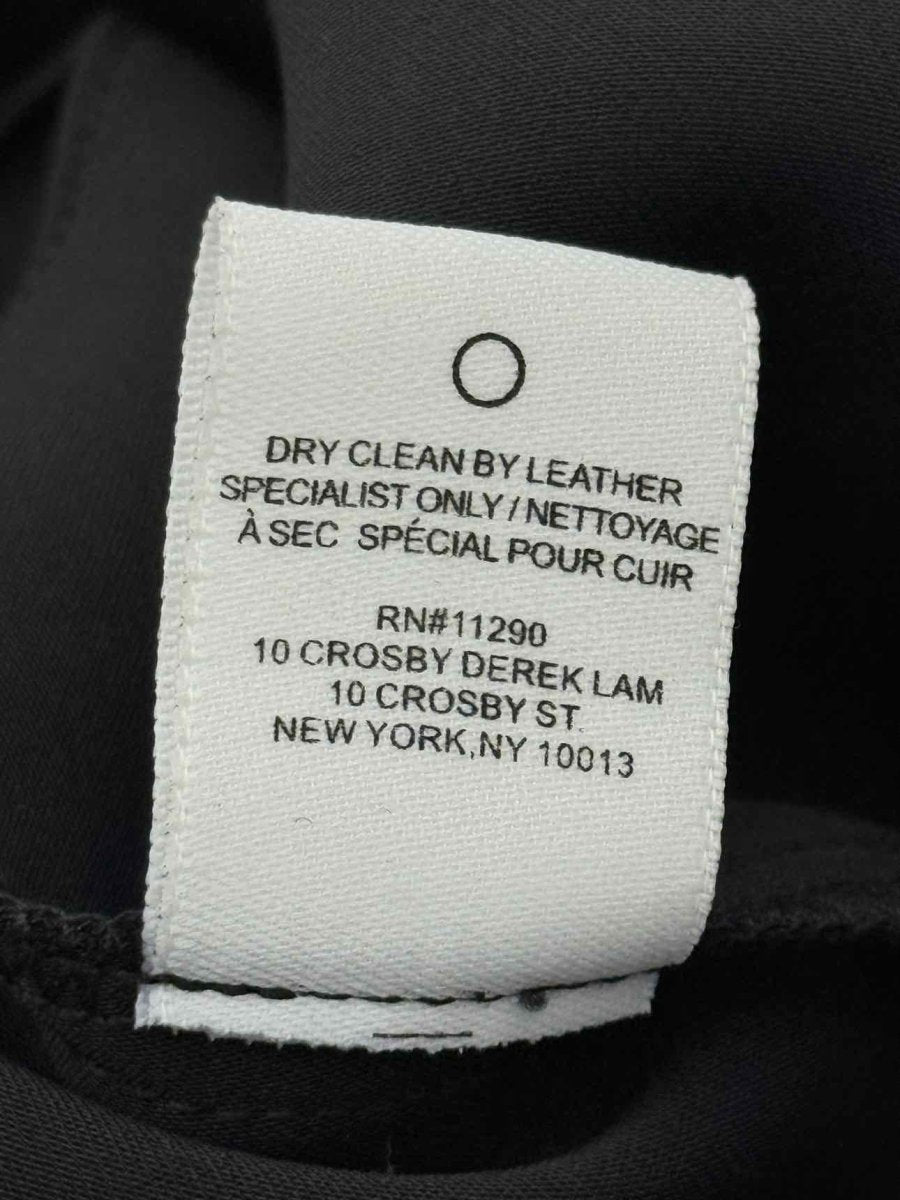 DRY CLEAN BY LEATHER
SPECIALIST ONLY / NETTOYAGE
À SEC SPÉCIAL POUR CUIR
RN#11290
10 CROSBY DEREK LAM
10 CROSBY ST.
NEW YORK,NY 10013